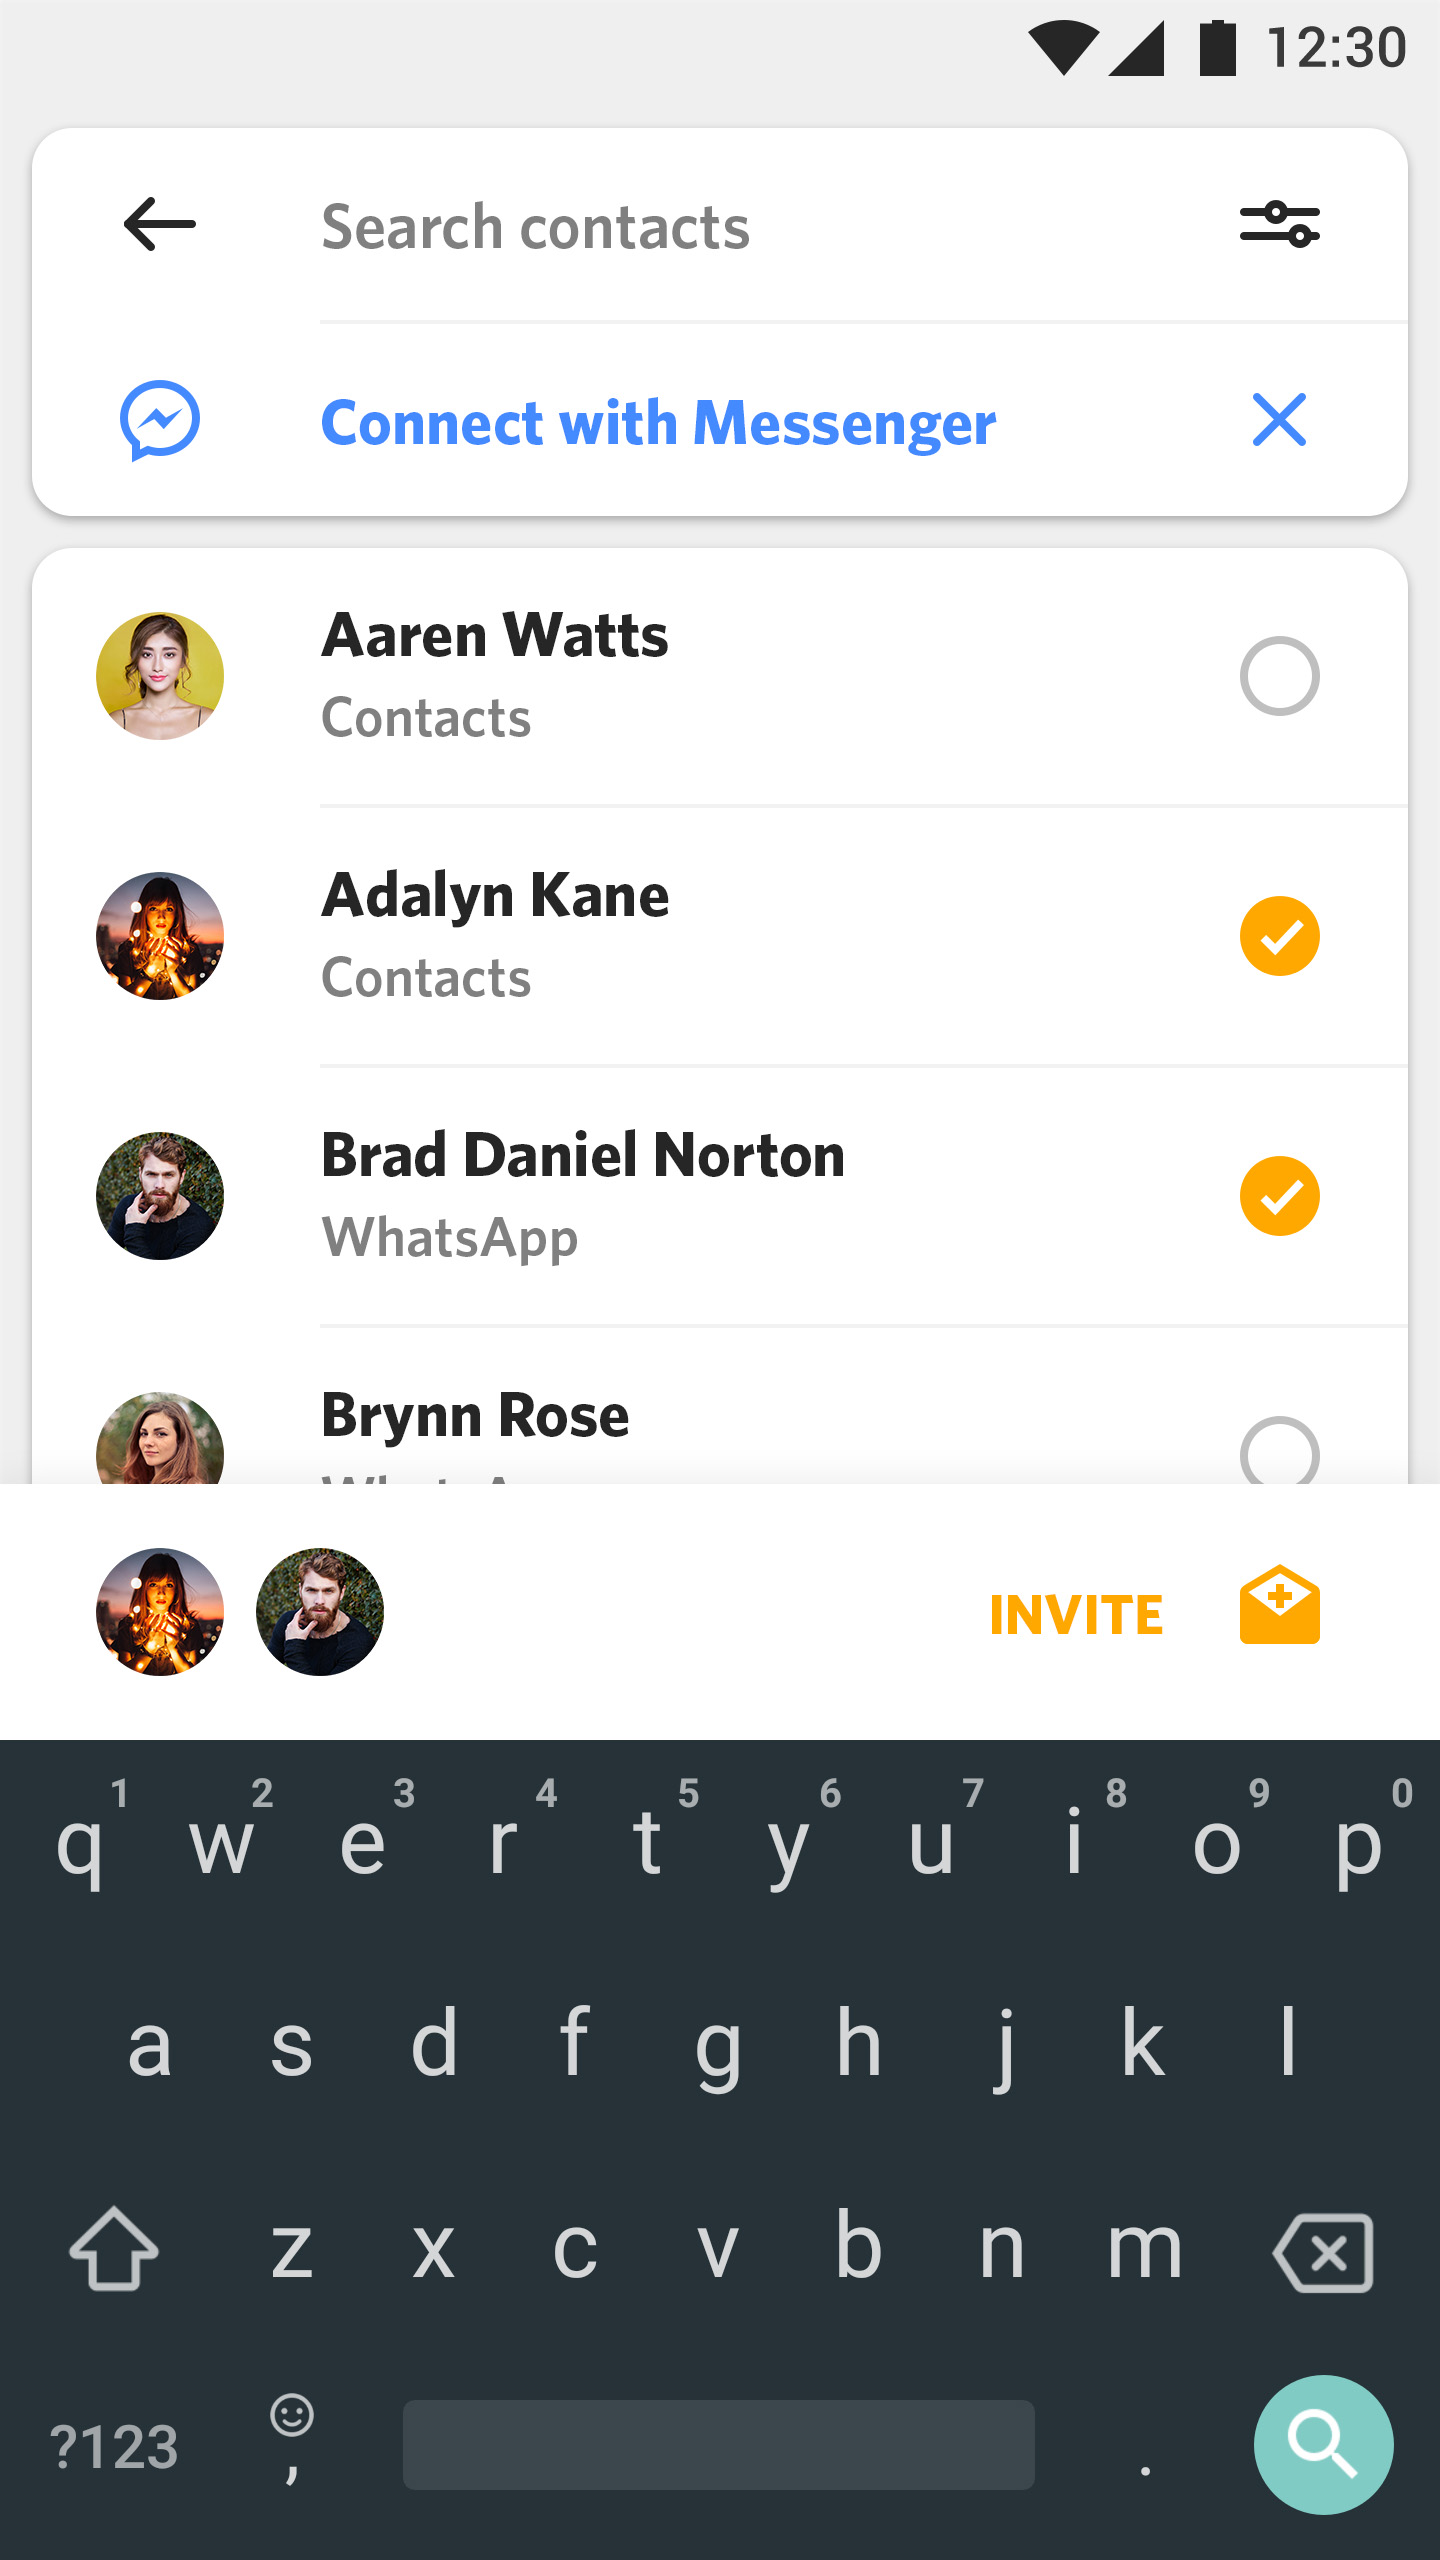 12:30
Search contacts
Connect with Messenger
Aaren Watts
Contacts
Adalyn Kane
Contacts
Brad Daniel Norton
WhatsApp
Brynn Rose
INVITE
1 2 3 4 5 6 7 8 9 0
q w e r t y u i o p
a s d f g h j k l
z x c v b n m
?123 , .